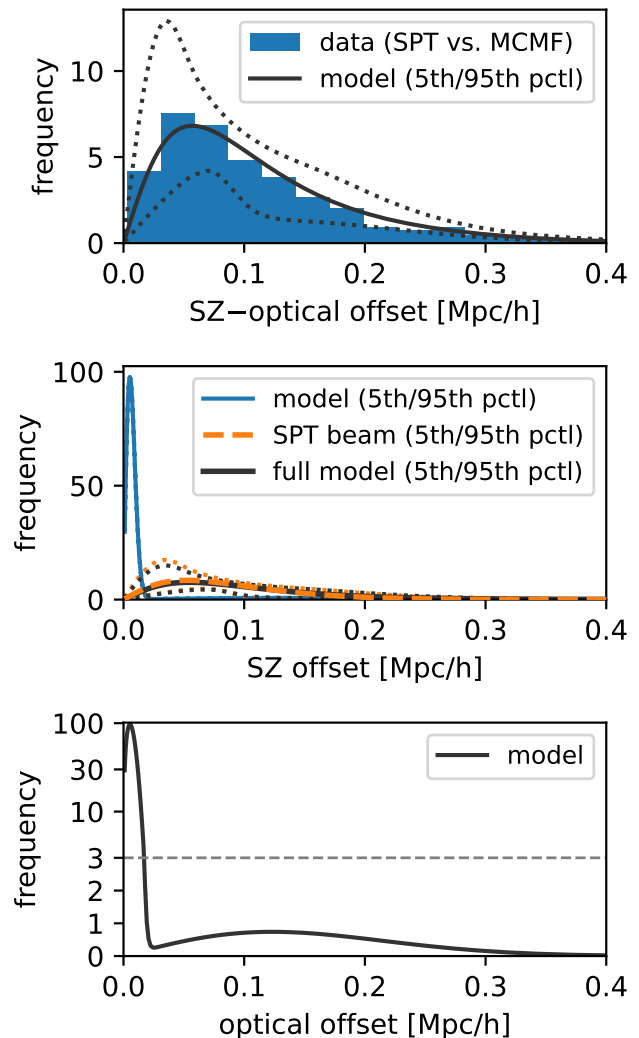 frequency
10
5
0
data (SPT vs. MCMF)
model (5th/95th pctl)
0.0 0.1 0.2 0.3 0.4
SZ−optical offset [Mpc/h]
frequency
100
50
0
model (5th/95th pctl)
SPT beam (5th/95th pctl)
full model (5th/95th pctl)
0.0 0.1 0.2 0.3 0.4
SZ offset [Mpc/h]
frequency
100
30
10
3
2
1
0
model
0.0 0.1 0.2 0.3 0.4
optical offset [Mpc/h]